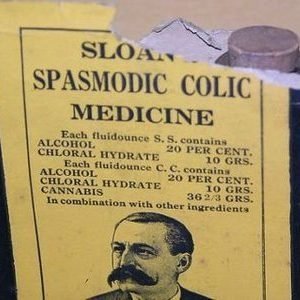 SLOAN'
SPASMODIC COLIC
MEDICINE
Each fluidounce S. S. contains
ALCOHOL 20 PER CENT.
CHLORAL HYDRATE 10 GRS.
Each fluidounce C. C. contains
ALCOHOL 20 PER CENT.
CHLORAL HYDRATE 10 GRS.
CANNABIS 36 2/3 GRS.
In combination with other ingredients